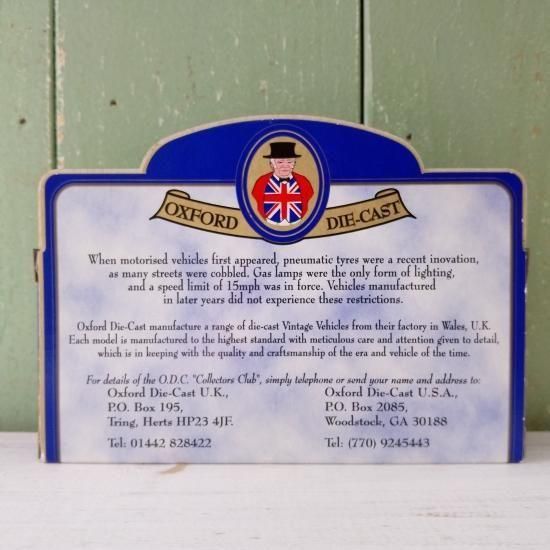 OXFORD DIE-CAST
When motorised vehicles first appeared, pneumatic tyres were a recent inovation,
as many streets were cobbled. Gas lamps were the only form of lighting,
and a speed limit of 15mph was in force. Vehicles manufactured
in later years did not experience these restrictions.
Oxford Die-Cast manufacture a range of die-cast Vintage Vehicles from their factory in Wales, U.K.
Each model is manufactured to the highest standard with meticulous care and attention given to detail,
which is in keeping with the quality and craftsmanship of the era and vehicle of the time.
For details of the O.D.C. "Collectors Club", simply telephone or send your name and address to:
Oxford Die-Cast U.K.,
P.O. Box 195,
Tring, Herts HP23 4JF.
Tel: 01442 828422
Oxford Die-Cast U.S.A.,
P.O. Box 2085,
Woodstock, GA 30188
Tel: (770) 9245443